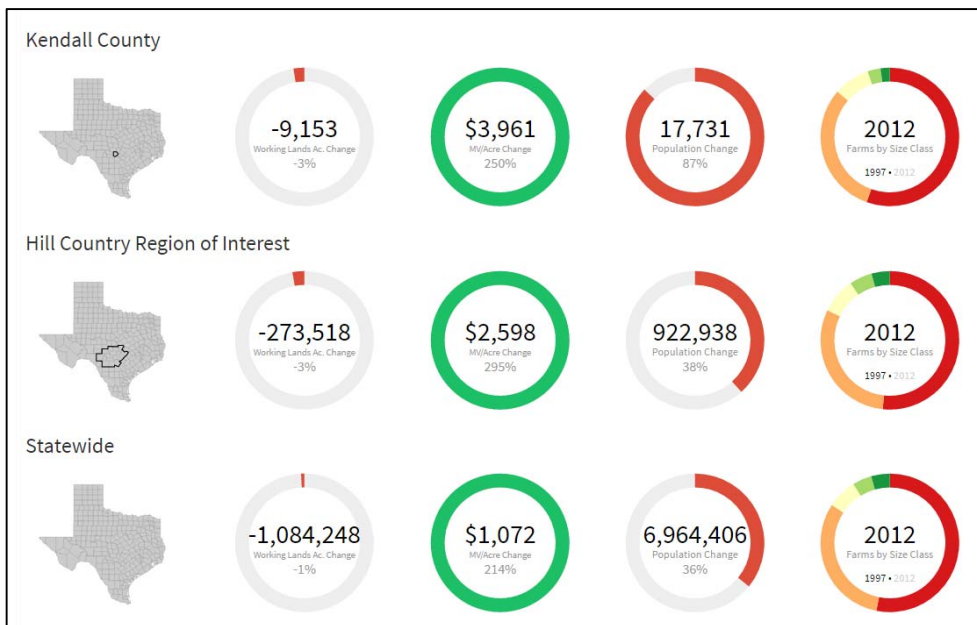 Kendall County
-9,153
Working Lands Ac. Change
-3%
$3,961
MV/Acre Change
250%
17,731
Population Change
87%
2012
Farms by Size Class
1997 • 2012
Hill Country Region of Interest
-273,518
Working Lands Ac. Change
-3%
$2,598
MV/Acre Change
295%
922,938
Population Change
38%
2012
Farms by Size Class
1997 • 2012
Statewide
-1,084,248
Working Lands Ac. Change
-1%
$1,072
MV/Acre Change
214%
6,964,406
Population Change
36%
2012
Farms by Size Class
1997 • 2012